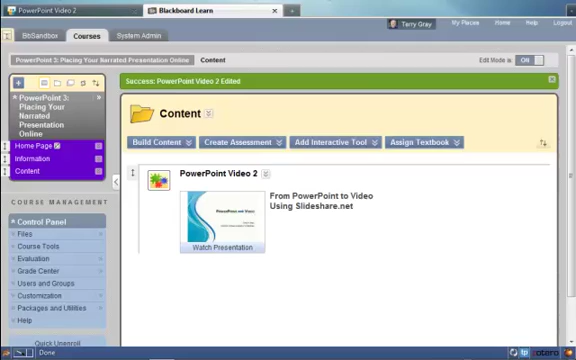 PowerPoint Video 2
Blackboard Learn
Terry Gray
My Places
Home
Help
Logout
BbSandbox
Courses
System Admin
PowerPoint 3: Placing Your Narrated Presentation Online
Content
Edit Mode is:
PowerPoint 3:
Placing Your
Narrated
Presentation
Online
Home Page
Information
Content
COURSE MANAGEMENT
Control Panel
Files
Course Tools
Evaluation
Grade Center
Users and Groups
Customization
Packages and Utilities
Help
Quick Unenroll
Success: PowerPoint Video 2 Edited
Content
Build Content
Create Assessment
Add Interactive Tool
Assign Textbook
PowerPoint Video 2
From PowerPoint to Video
Using Slideshare.net
Watch Presentation
Done
zotero